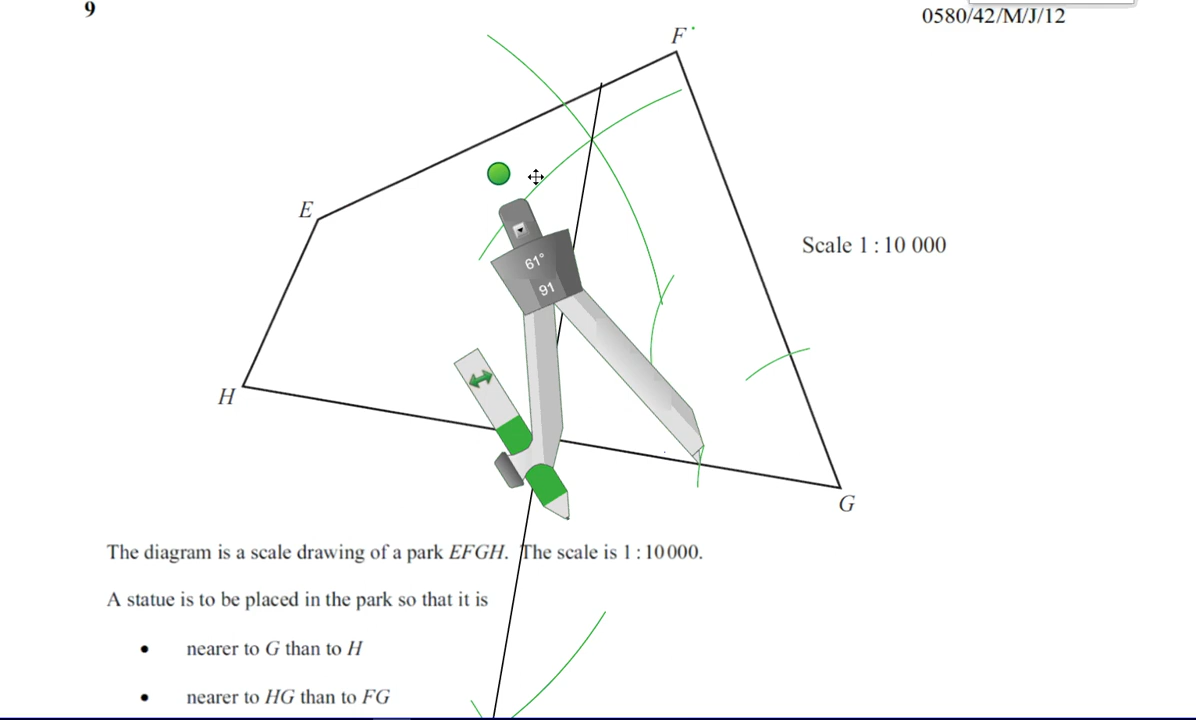 9
0580/42/M/J/12
F
E
Scale 1 : 10 000
61°
91
H
G
The diagram is a scale drawing of a park EFGH. The scale is 1 : 10 000.
A statue is to be placed in the park so that it is
• nearer to G than to H
• nearer to HG than to FG